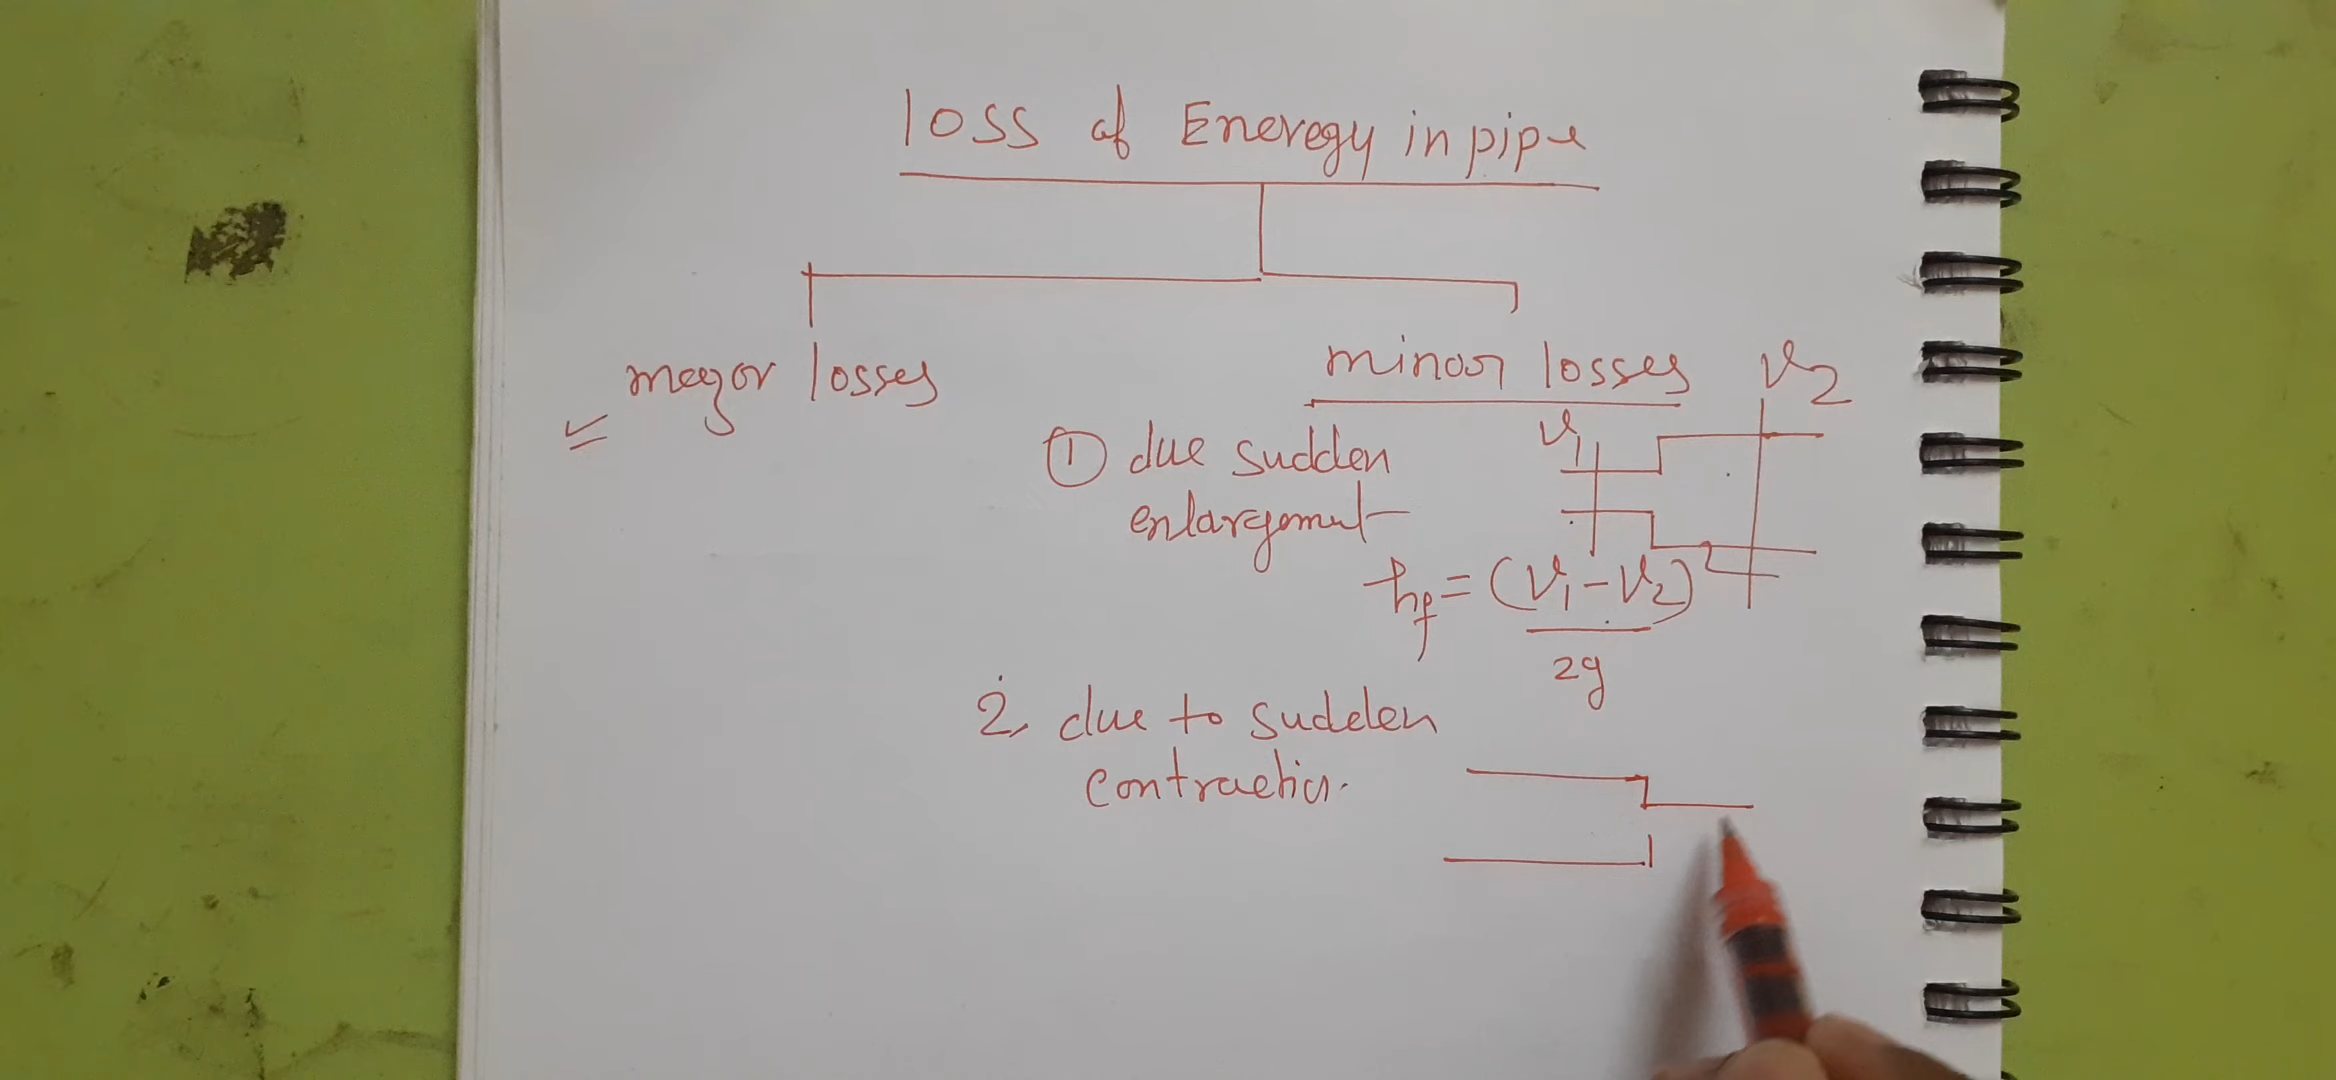 loss of Eneregy in pipe
meyor losses
minor losses
① due sudden
enlargement
V1
V2
hf = (V1 - V2)²
2g
2, due to sudden
contraction.